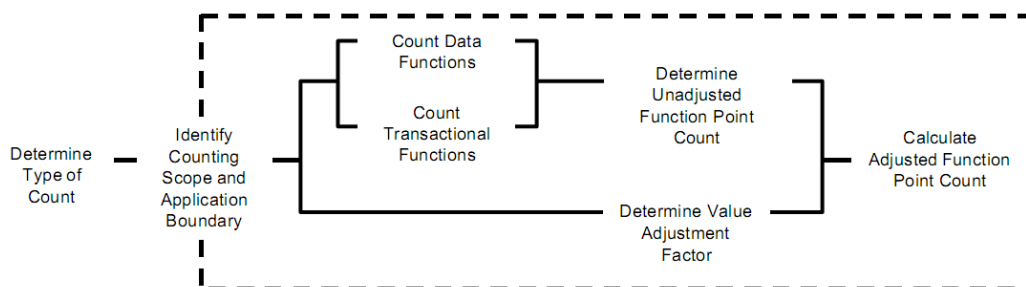 Determine
Type of
Count
Identify
Counting
Scope and
Application
Boundary
Count Data
Functions
Count
Transactional
Functions
Determine
Unadjusted
Function Point
Count
Determine Value
Adjustment
Factor
Calculate
Adjusted Function
Point Count